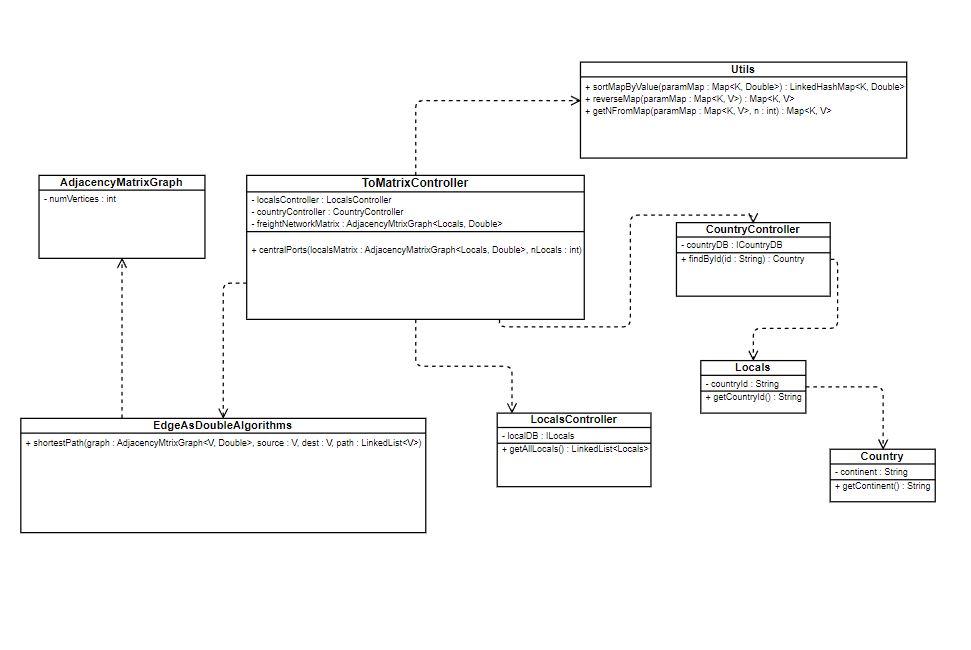 Utils
+ sortMapByValue(paramMap : Map<K, Double>) : LinkedHashMap<K, Double>
+ reverseMap(paramMap : Map<K, V>) : Map<K, V>
+ getNFromMap(paramMap : Map<K, V>, n : int) : Map<K, V>
AdjacencyMatrixGraph
- numVertices : int
ToMatrixController
- localsController : LocalsController
- countryController : CountryController
- freightNetworkMatrix : AdjacencyMtrixGraph<Locals, Double>
+ centralPorts(localsMatrix : AdjacencyMatrixGraph<Locals, Double>, nLocals : int)
CountryController
- countryDB : ICountryDB
+ findById(id : String) : Country
Locals
- countryId : String
+ getCountryId() : String
EdgeAsDoubleAlgorithms
+ shortestPath(graph : AdjacencyMtrixGraph<V, Double>, source : V, dest : V, path : LinkedList<V>)
LocalsController
- localDB : ILocals
+ getAllLocals() : LinkedList<Locals>
Country
- continent : String
+ getContinent() : String